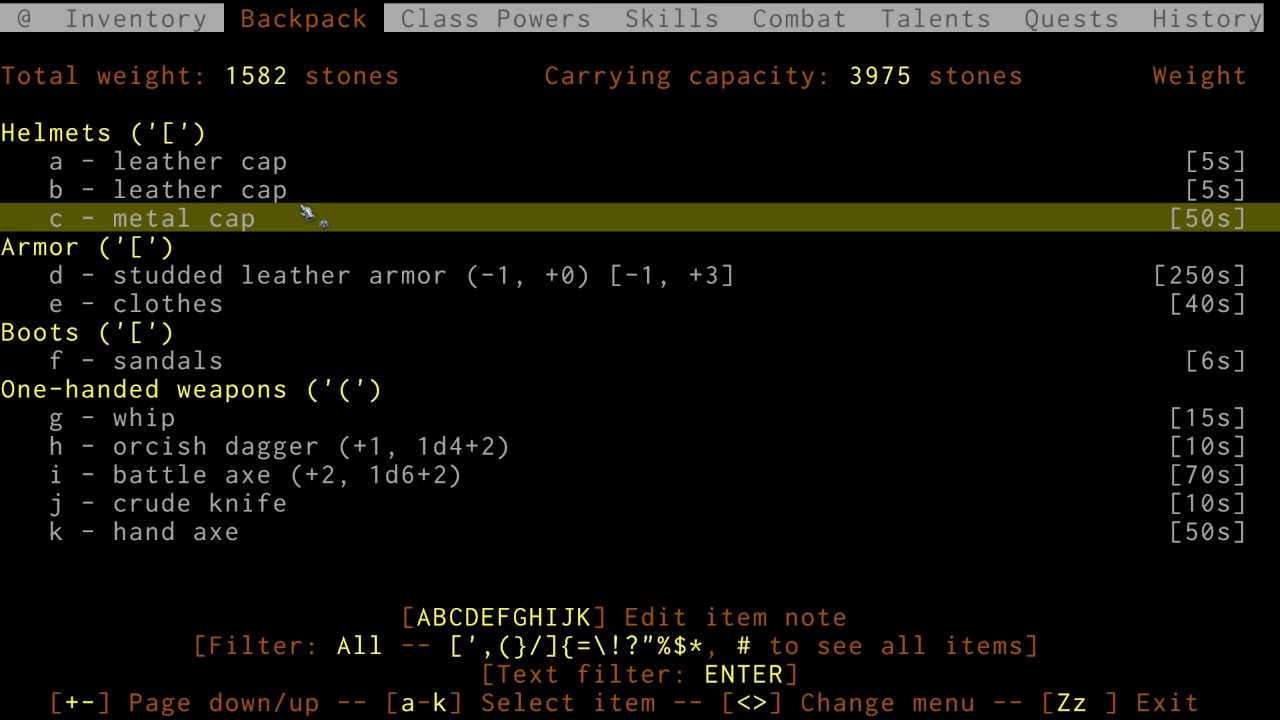 @ Inventory Backpack Class Powers Skills Combat Talents Quests History
Total weight: 1582 stones Carrying capacity: 3975 stones Weight
Helmets ('[')
a - leather cap [5s]
b - leather cap [5s]
c - metal cap [50s]
Armor ('[')
d - studded leather armor (-1, +0) [-1, +3] [250s]
e - clothes [40s]
Boots ('[')
f - sandals [6s]
One-handed weapons ('(')
g - whip [15s]
h - orcish dagger (+1, 1d4+2) [10s]
i - battle axe (+2, 1d6+2) [70s]
j - crude knife [10s]
k - hand axe [50s]
[ABCDEFGHIJK] Edit item note
[Filter: All -- [',(}/]{=\!?"%$*, # to see all items]
[Text filter: ENTER]
[+-] Page down/up -- [a-k] Select item -- [<>] Change menu -- [Zz ] Exit